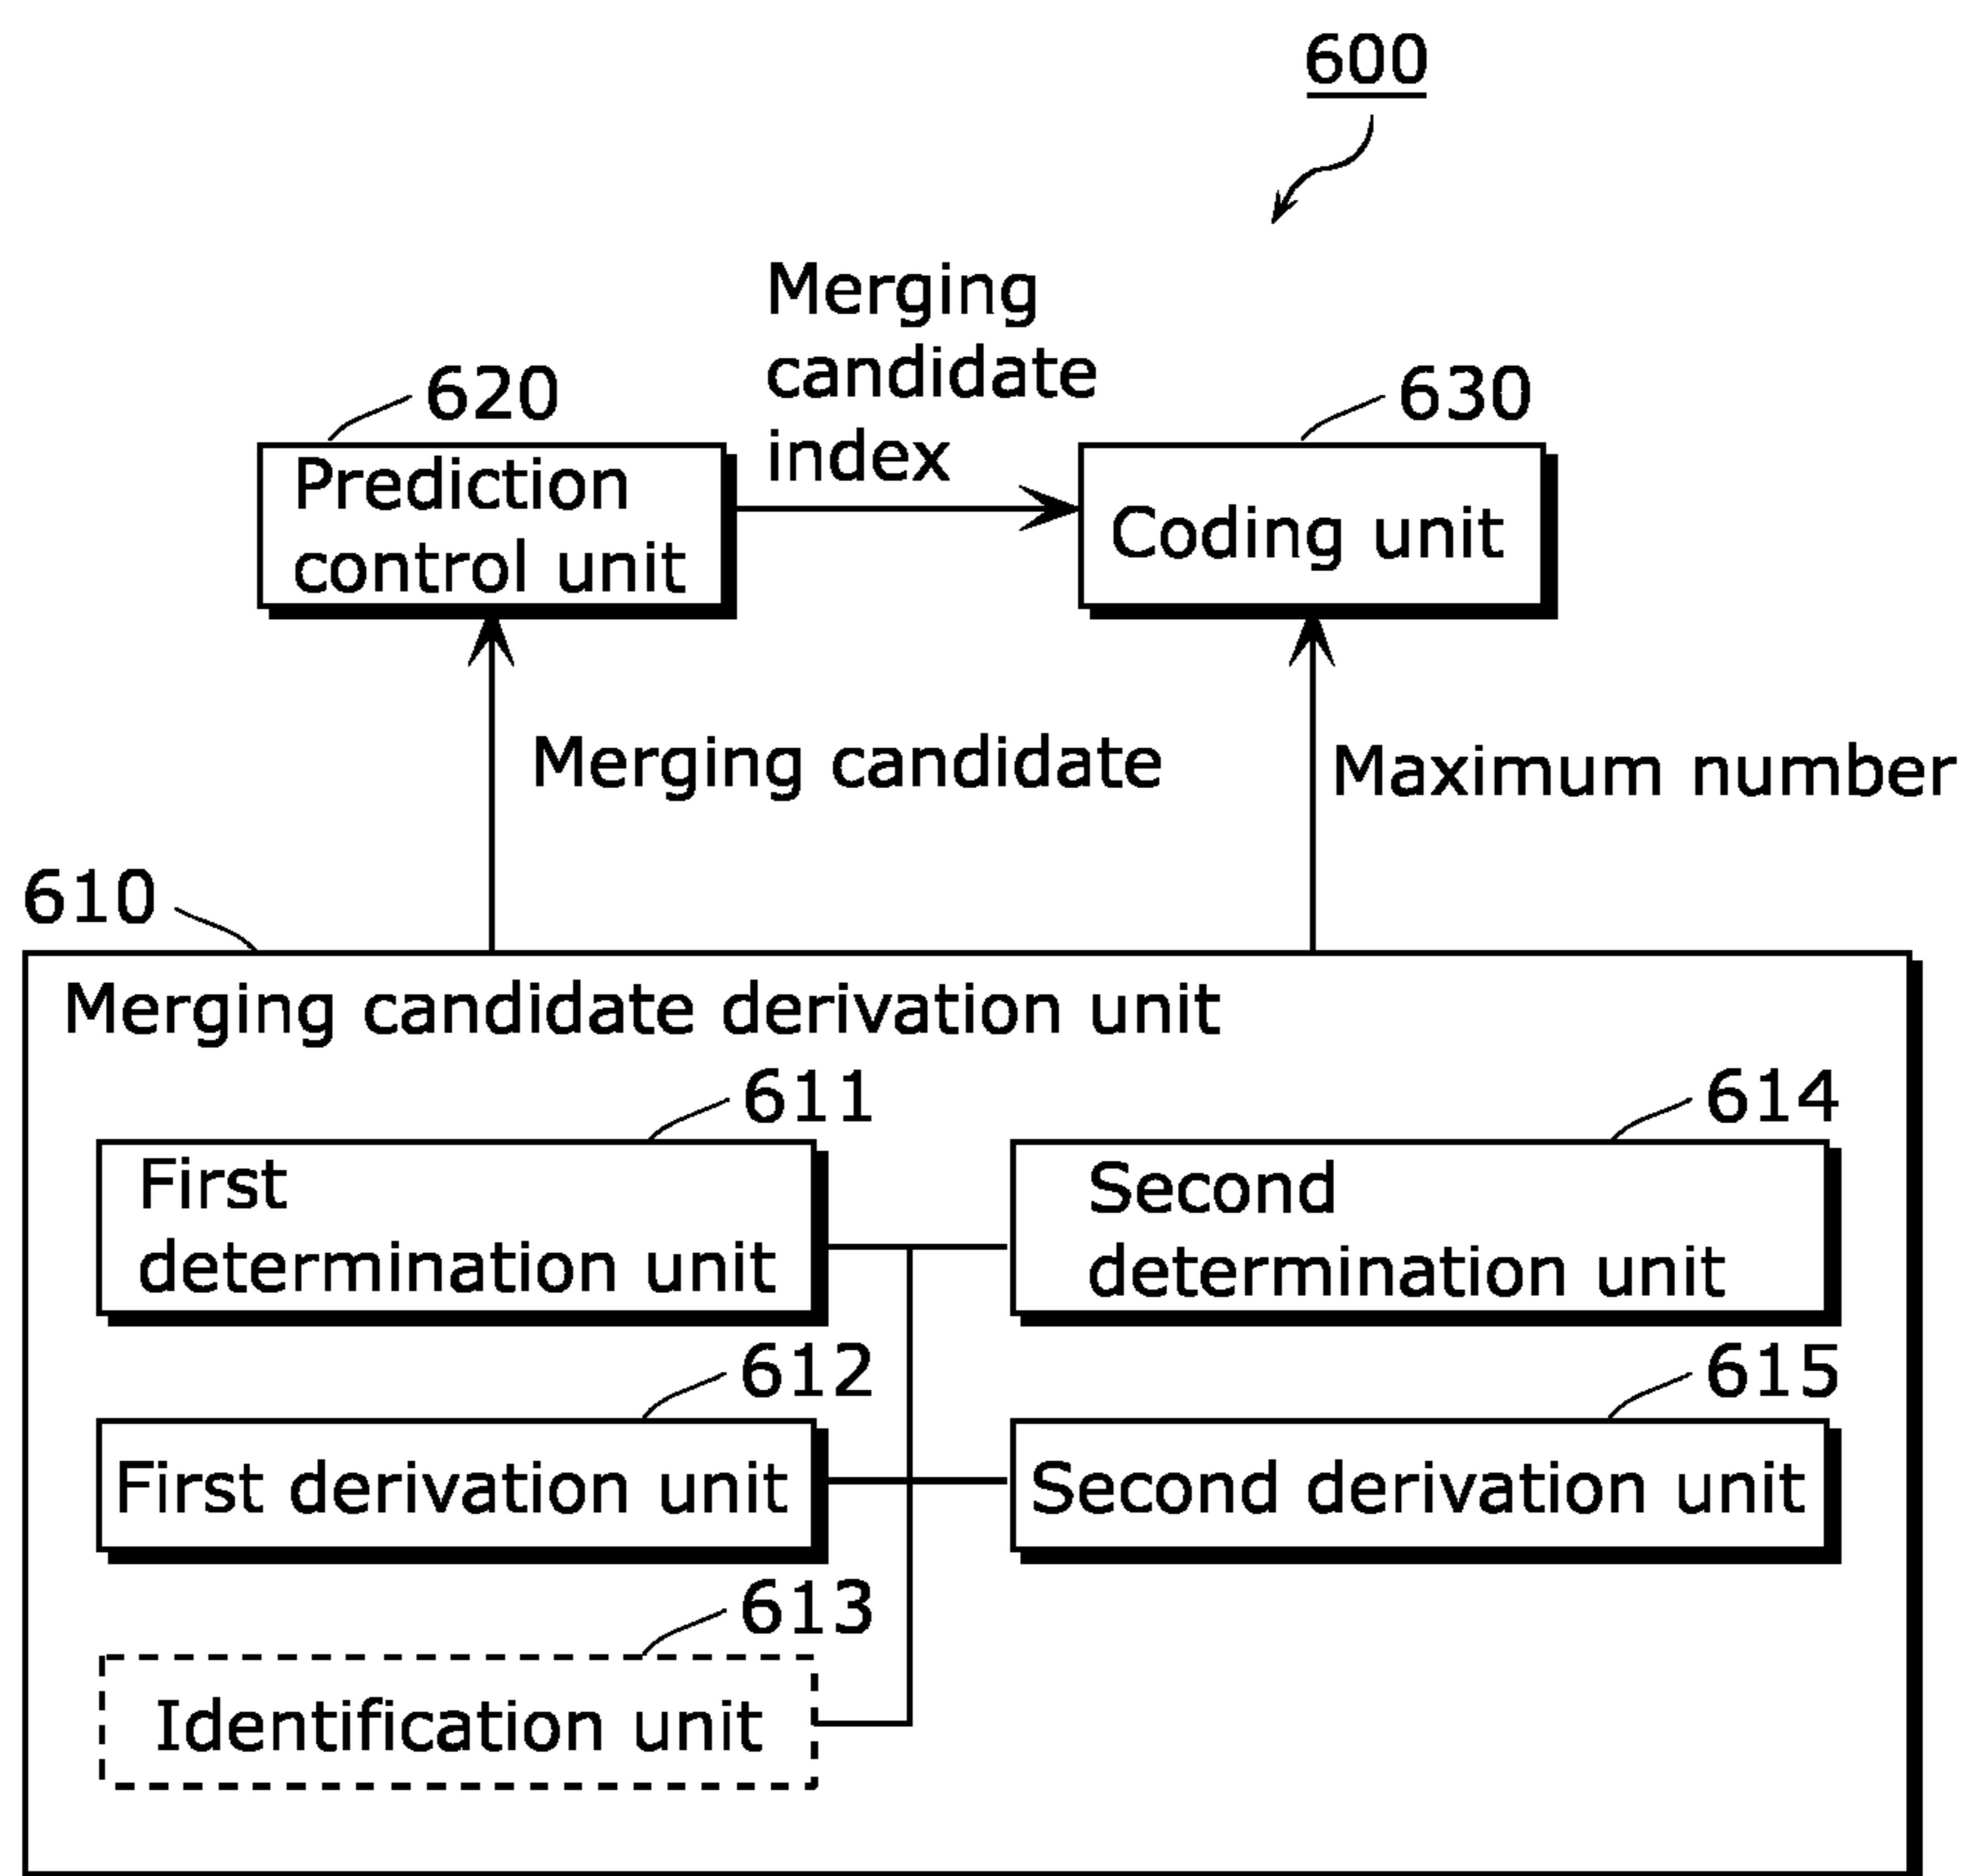 600
Merging
candidate
index
620
630
Prediction
control unit
Coding unit
Merging candidate
Maximum number
610
Merging candidate derivation unit
611
614
First
determination unit
Second
determination unit
612
615
First derivation unit
Second derivation unit
613
Identification unit